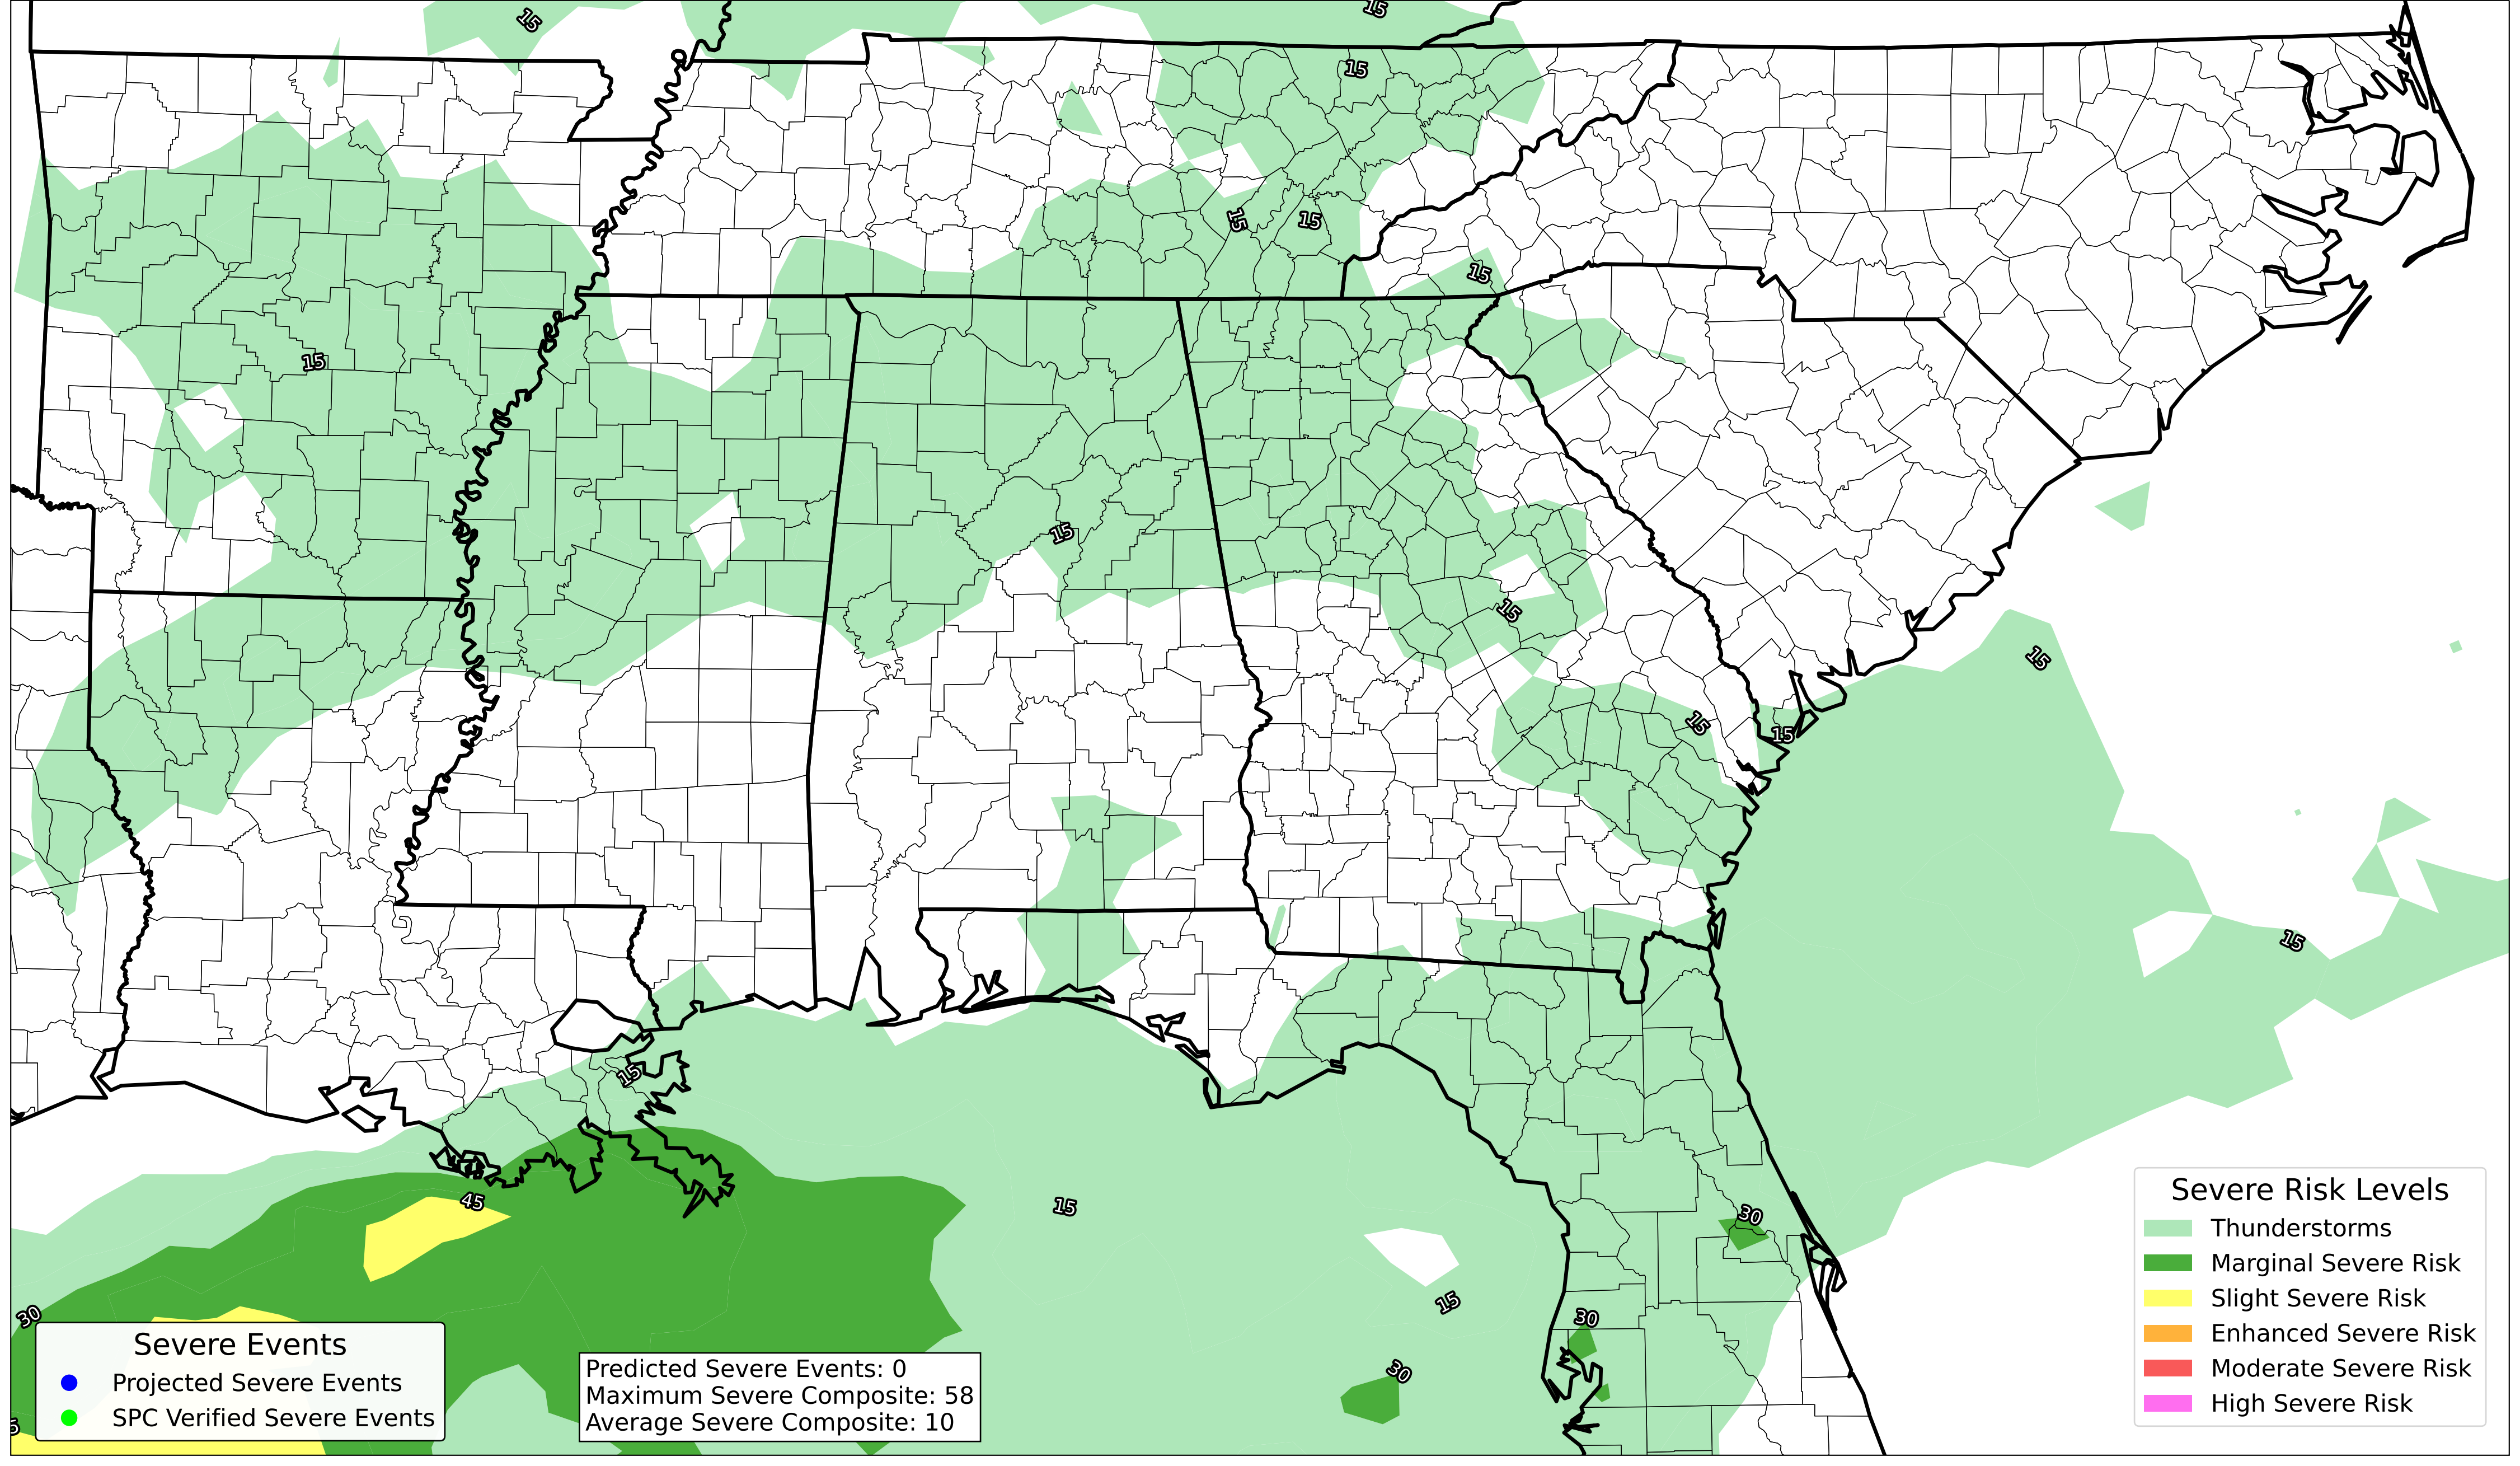 15
15
15
15
15
15
15
15
15
15
15
15
15
15
45
15
30
30
15
30
30
Severe Risk Levels
Thunderstorms
Marginal Severe Risk
Slight Severe Risk
Enhanced Severe Risk
Moderate Severe Risk
High Severe Risk
Severe Events
Projected Severe Events
SPC Verified Severe Events
Predicted Severe Events: 0
Maximum Severe Composite: 58
Average Severe Composite: 10